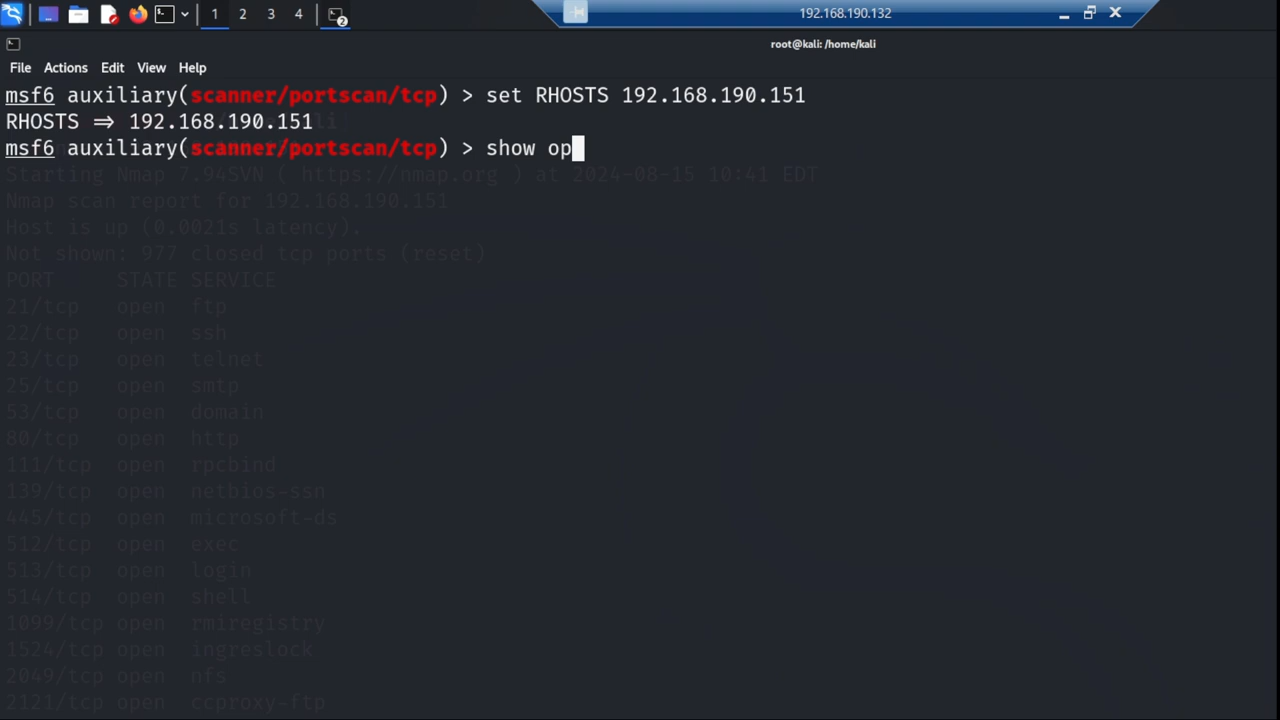 1 2 3 4 2
192.168.190.132
root@kali: /home/kali
File Actions Edit View Help
msf6 auxiliary(scanner/portscan/tcp) > set RHOSTS 192.168.190.151
RHOSTS => 192.168.190.151
msf6 auxiliary(scanner/portscan/tcp) > show op
Starting Nmap 7.94SVN ( https://nmap.org ) at 2024-08-15 10:41 EDT
Nmap scan report for 192.168.190.151
Host is up (0.0021s latency).
Not shown: 977 closed tcp ports (reset)
PORT STATE SERVICE
21/tcp open ftp
22/tcp open ssh
23/tcp open telnet
25/tcp open smtp
53/tcp open domain
80/tcp open http
111/tcp open rpcbind
139/tcp open netbios-ssn
445/tcp open microsoft-ds
512/tcp open exec
513/tcp open login
514/tcp open shell
1099/tcp open rmiregistry
1524/tcp open ingreslock
2049/tcp open nfs
2121/tcp open ccproxy-ftp